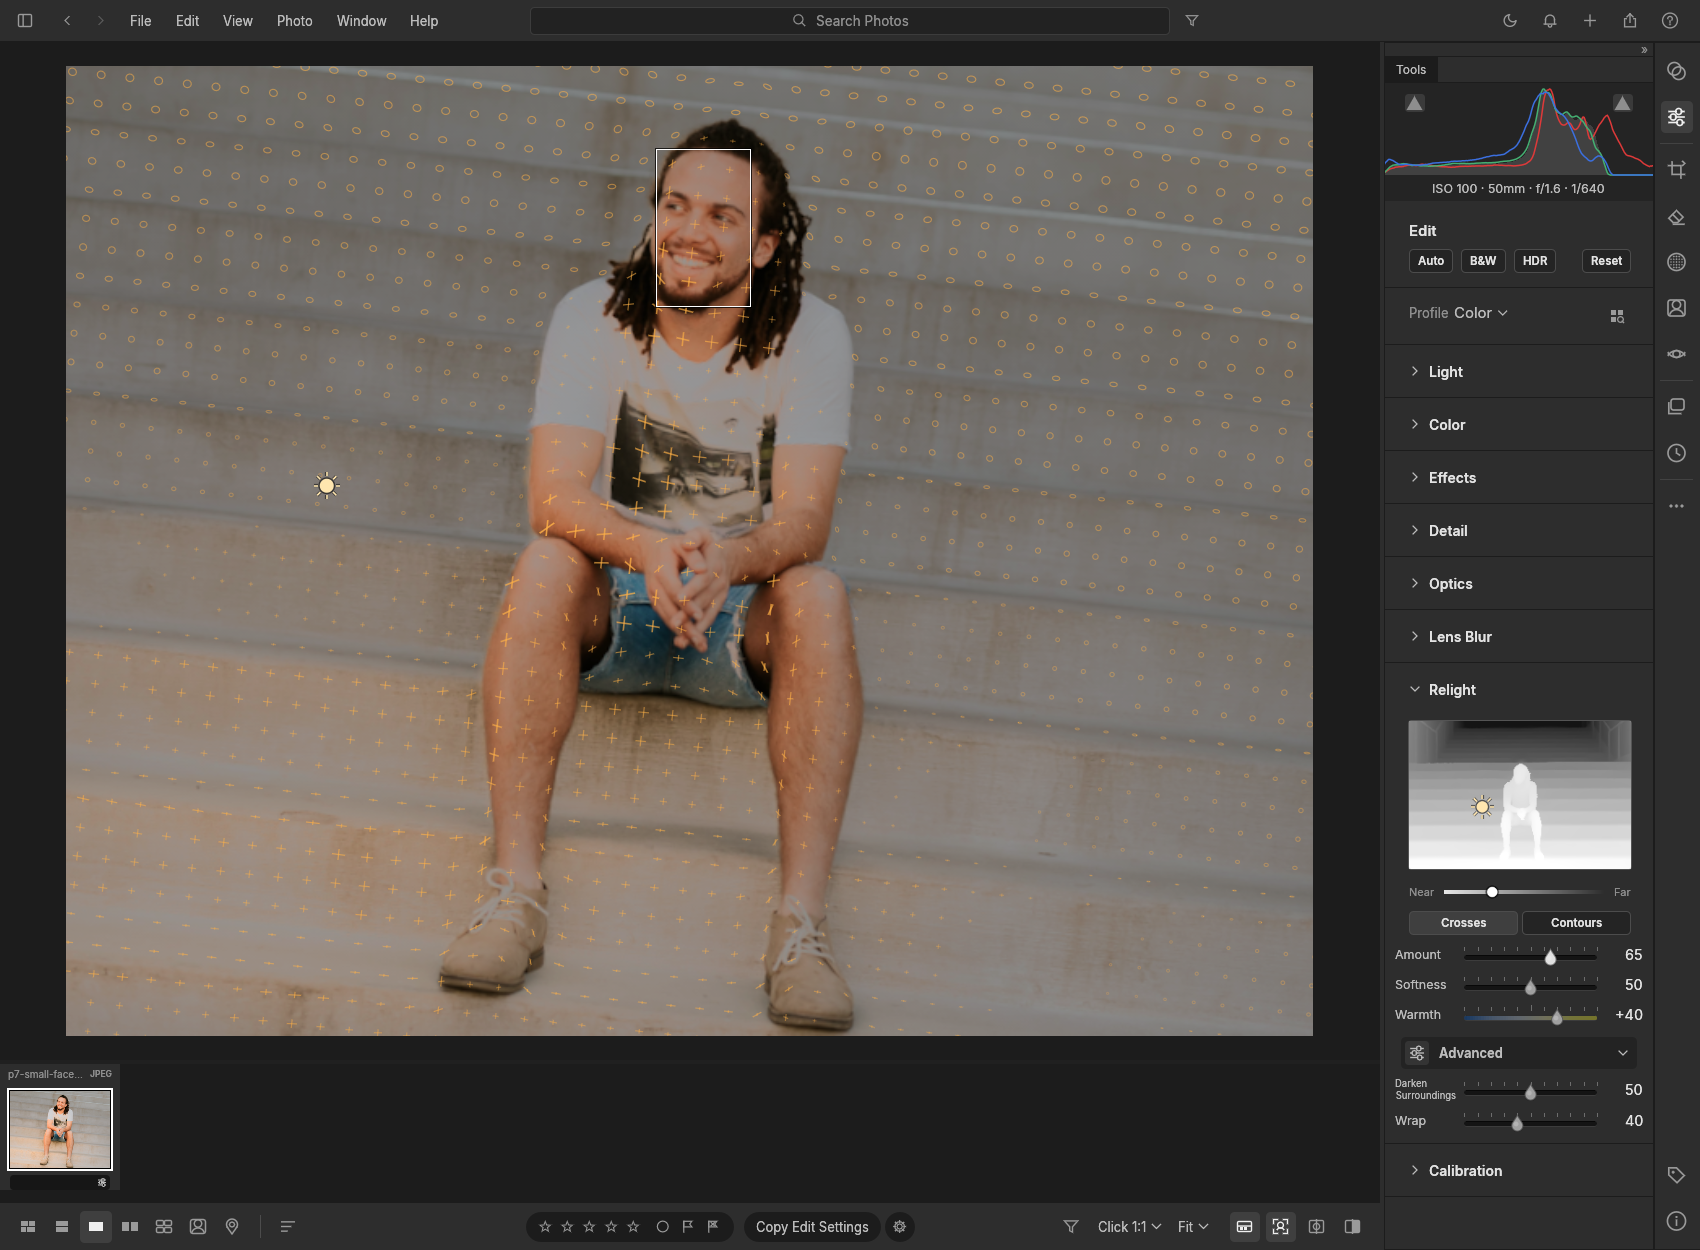 File Edit View Photo Window Help
Search Photos
Tools
ISO 100 · 50mm · f/1.6 · 1/640
Edit
Auto B&W HDR Reset
Profile Color
Light
Color
Effects
Detail
Optics
Lens Blur
Relight
Near Far
Crosses Contours
Amount 65
Softness 50
Warmth +40
Advanced
Darken
Surroundings 50
Wrap 40
Calibration
p7-small-face... JPEG
Copy Edit Settings
Click 1:1 Fit